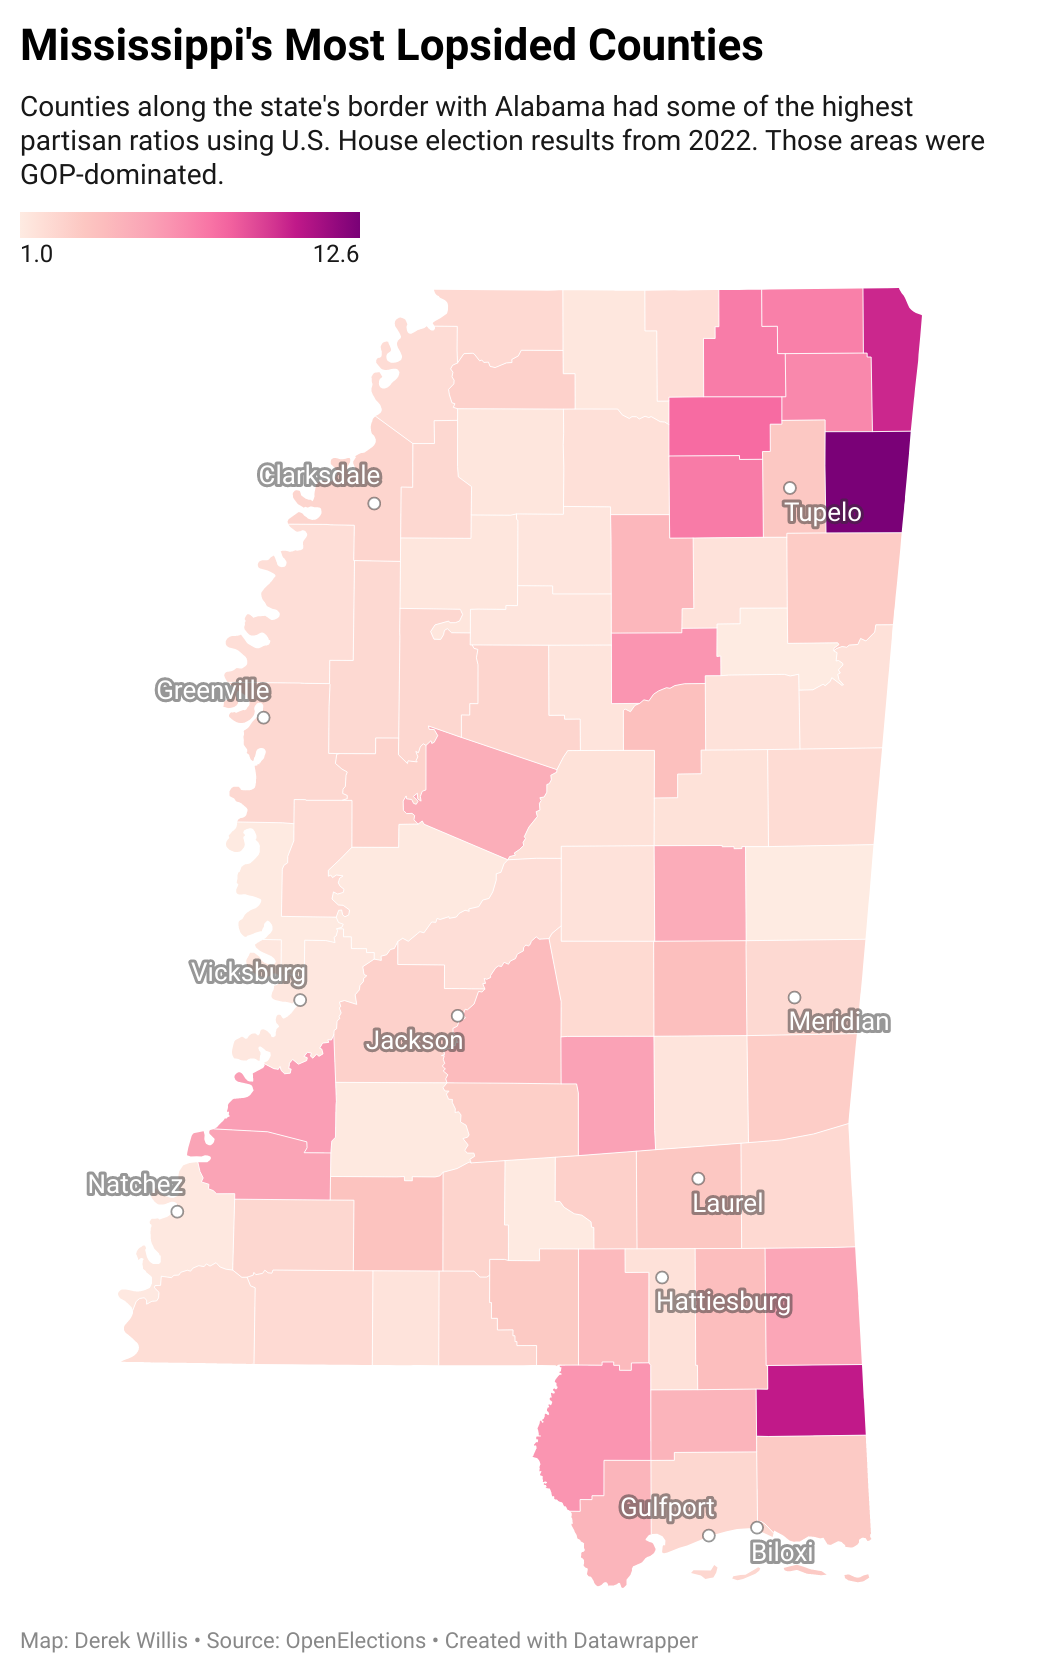 Mississippi's Most Lopsided Counties
Counties along the state's border with Alabama had some of the highest
partisan ratios using U.S. House election results from 2022. Those areas were
GOP-dominated.
1.0 12.6
Clarksdale
Tupelo
Greenville
Vicksburg
Meridian
Jackson
Natchez
Laurel
Hattiesburg
Gulfport
Biloxi
Map: Derek Willis • Source: OpenElections • Created with Datawrapper